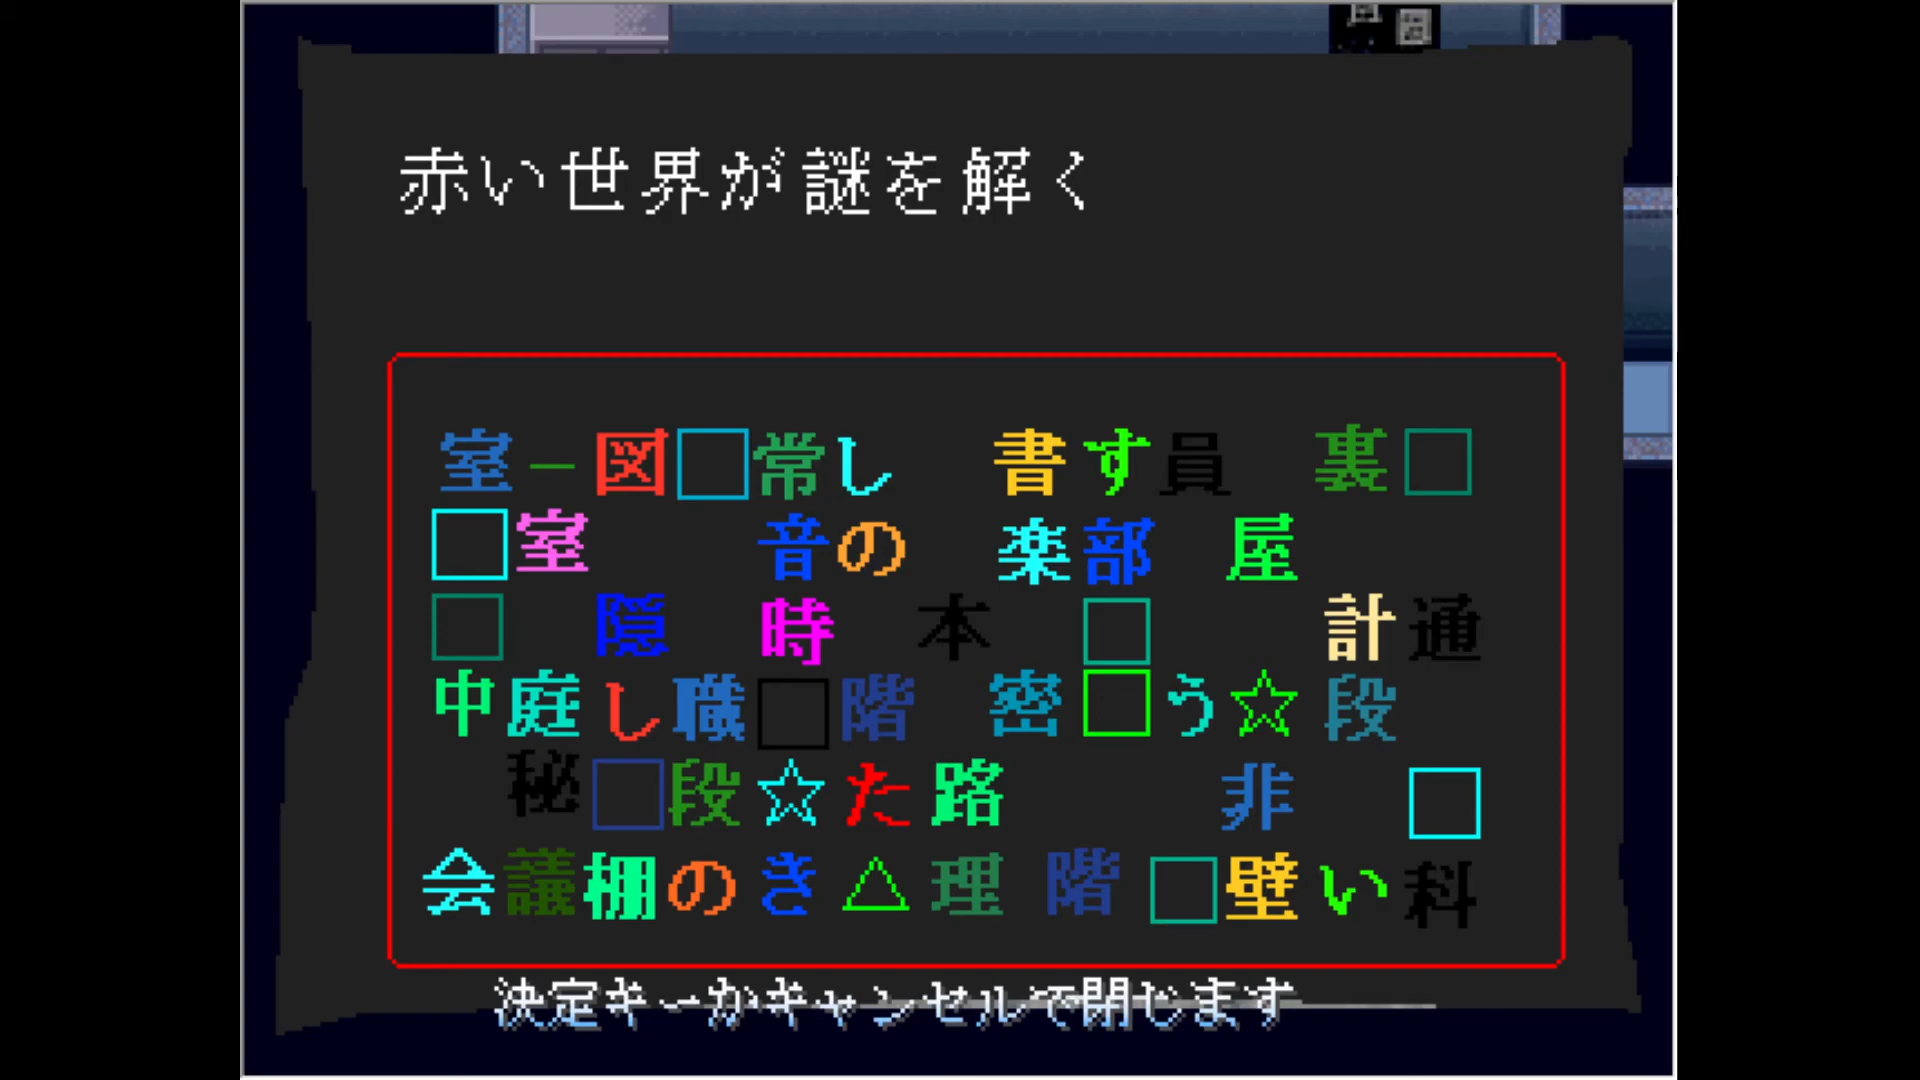 赤い世界が謎を解く
室－図□常し 書す員 裏□
□室 音の 楽部 屋
□ 隠 時 本 □ 計通
中庭し職□階 密□う☆段
秘□段☆た路 非 □
会議棚のき△理 階□壁い科
決定キーかキャンセルで閉じます